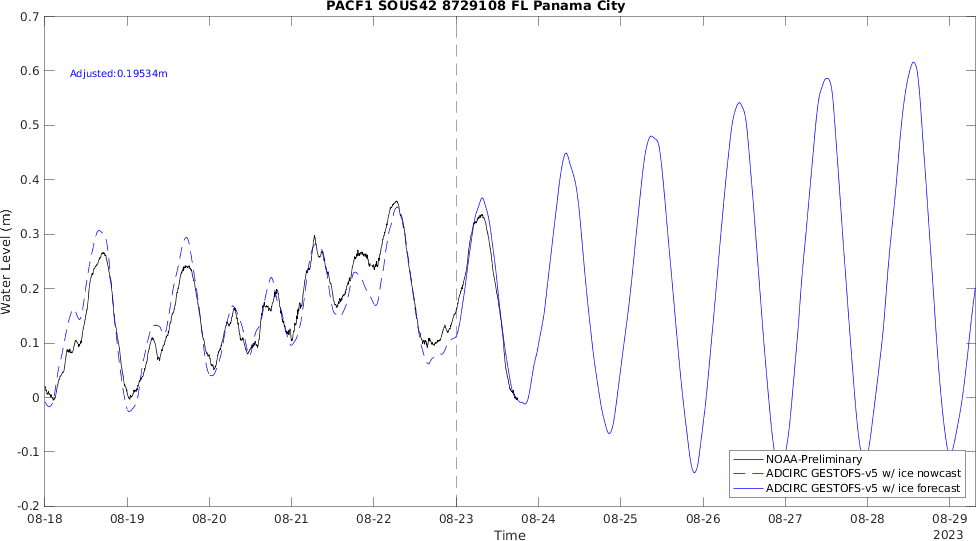 PACF1 SOUS42 8729108 FL Panama City
0.7
0.6
0.5
0.4
0.3
0.2
0.1
0
-0.1
-0.2
Water Level (m)
Adjusted:0.19534m
NOAA-Preliminary
ADCIRC GESTOFS-v5 w/ ice nowcast
ADCIRC GESTOFS-v5 w/ ice forecast
08-18 08-19 08-20 08-21 08-22 08-23 08-24 08-25 08-26 08-27 08-28 08-29
2023
Time